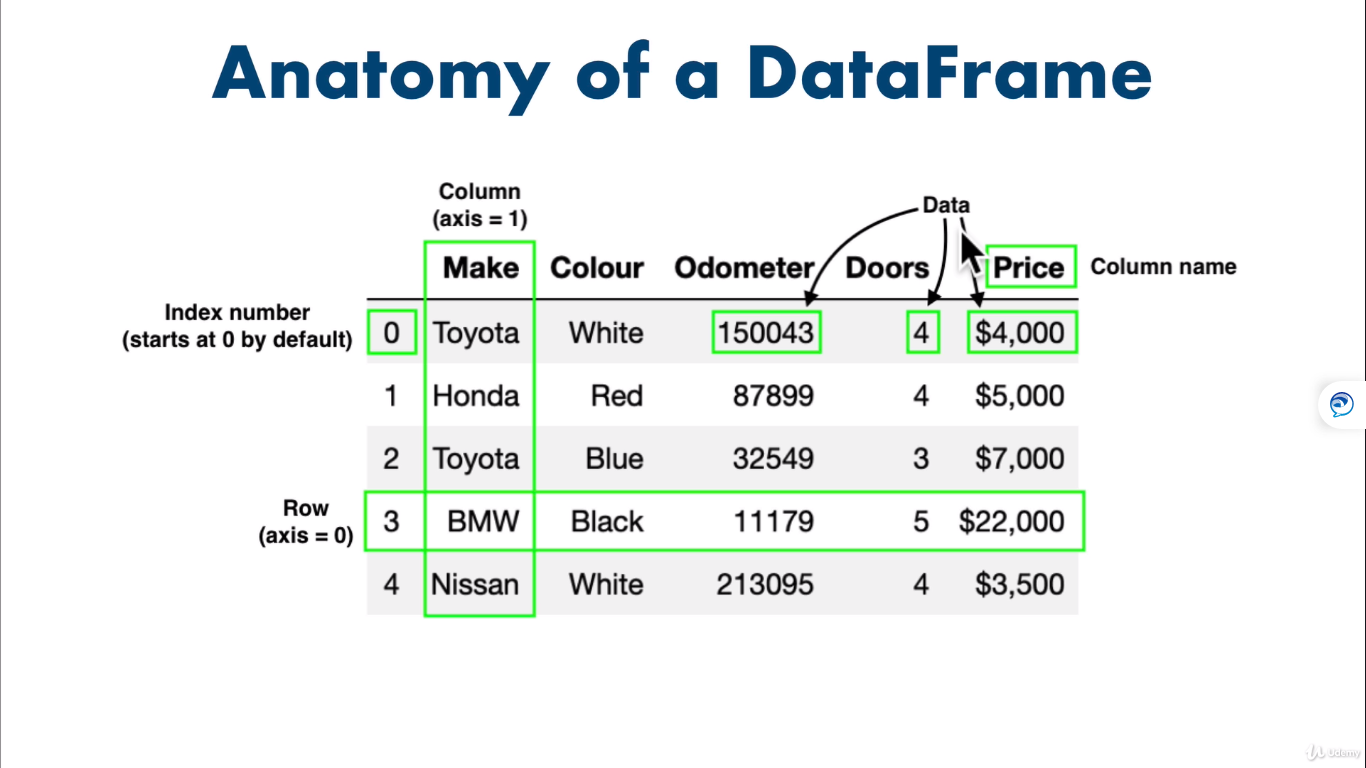 Anatomy of a DataFrame
Column
(axis = 1)
Data
Make Colour Odometer Doors Price
Column name
Index number
(starts at 0 by default)
0 Toyota White 150043 4 $4,000
1 Honda Red 87899 4 $5,000
2 Toyota Blue 32549 3 $7,000
Row
(axis = 0)
3 BMW Black 11179 5 $22,000
4 Nissan White 213095 4 $3,500
Udemy